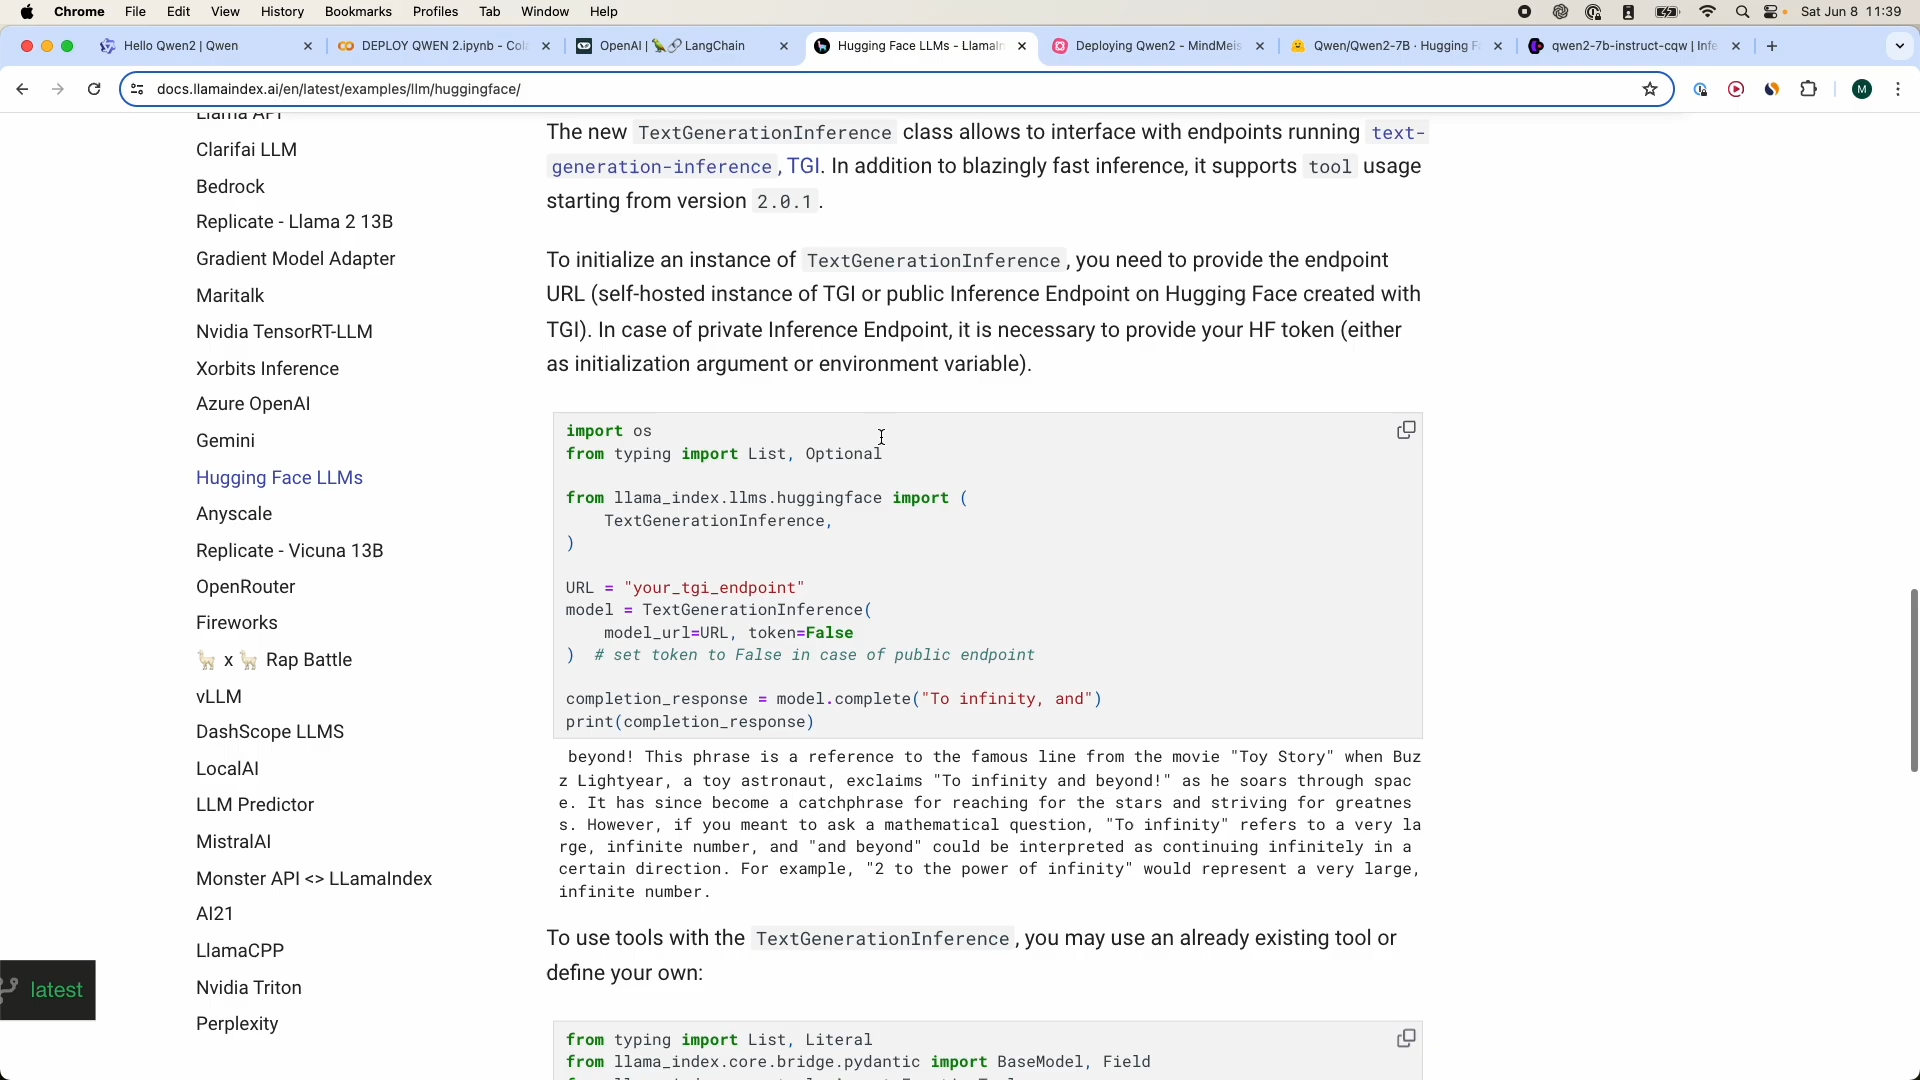 Chrome File Edit View History Bookmarks Profiles Tab Window Help Sat Jun 8 11:39
Hello Qwen2 | Qwen
DEPLOY QWEN 2.ipynb - Col
OpenAI | 🦜🔗 LangChain
Hugging Face LLMs - LlamaIn
Deploying Qwen2 - MindMeis
Qwen/Qwen2-7B · Hugging F
qwen2-7b-instruct-cqw | Infe
docs.llamaindex.ai/en/latest/examples/llm/huggingface/
M
Llama API
Clarifai LLM
Bedrock
Replicate - Llama 2 13B
Gradient Model Adapter
Maritalk
Nvidia TensorRT-LLM
Xorbits Inference
Azure OpenAI
Gemini
Hugging Face LLMs
Anyscale
Replicate - Vicuna 13B
OpenRouter
Fireworks
🦙 x 🦙 Rap Battle
vLLM
DashScope LLMS
LocalAI
LLM Predictor
MistralAI
Monster API <> LLamaIndex
AI21
LlamaCPP
Nvidia Triton
Perplexity
latest
The new TextGenerationInference class allows to interface with endpoints running text-
generation-inference , TGI. In addition to blazingly fast inference, it supports tool usage
starting from version 2.0.1 .
To initialize an instance of TextGenerationInference , you need to provide the endpoint
URL (self-hosted instance of TGI or public Inference Endpoint on Hugging Face created with
TGI). In case of private Inference Endpoint, it is necessary to provide your HF token (either
as initialization argument or environment variable).
import os
from typing import List, Optional
from llama_index.llms.huggingface import (
    TextGenerationInference,
)
URL = "your_tgi_endpoint"
model = TextGenerationInference(
    model_url=URL, token=False
)  # set token to False in case of public endpoint
completion_response = model.complete("To infinity, and")
print(completion_response)
beyond! This phrase is a reference to the famous line from the movie "Toy Story" when Buz
z Lightyear, a toy astronaut, exclaims "To infinity and beyond!" as he soars through spac
e. It has since become a catchphrase for reaching for the stars and striving for greatnes
s. However, if you meant to ask a mathematical question, "To infinity" refers to a very la
rge, infinite number, and "and beyond" could be interpreted as continuing infinitely in a
certain direction. For example, "2 to the power of infinity" would represent a very large,
infinite number.
To use tools with the TextGenerationInference , you may use an already existing tool or
define your own:
from typing import List, Literal
from llama_index.core.bridge.pydantic import BaseModel, Field